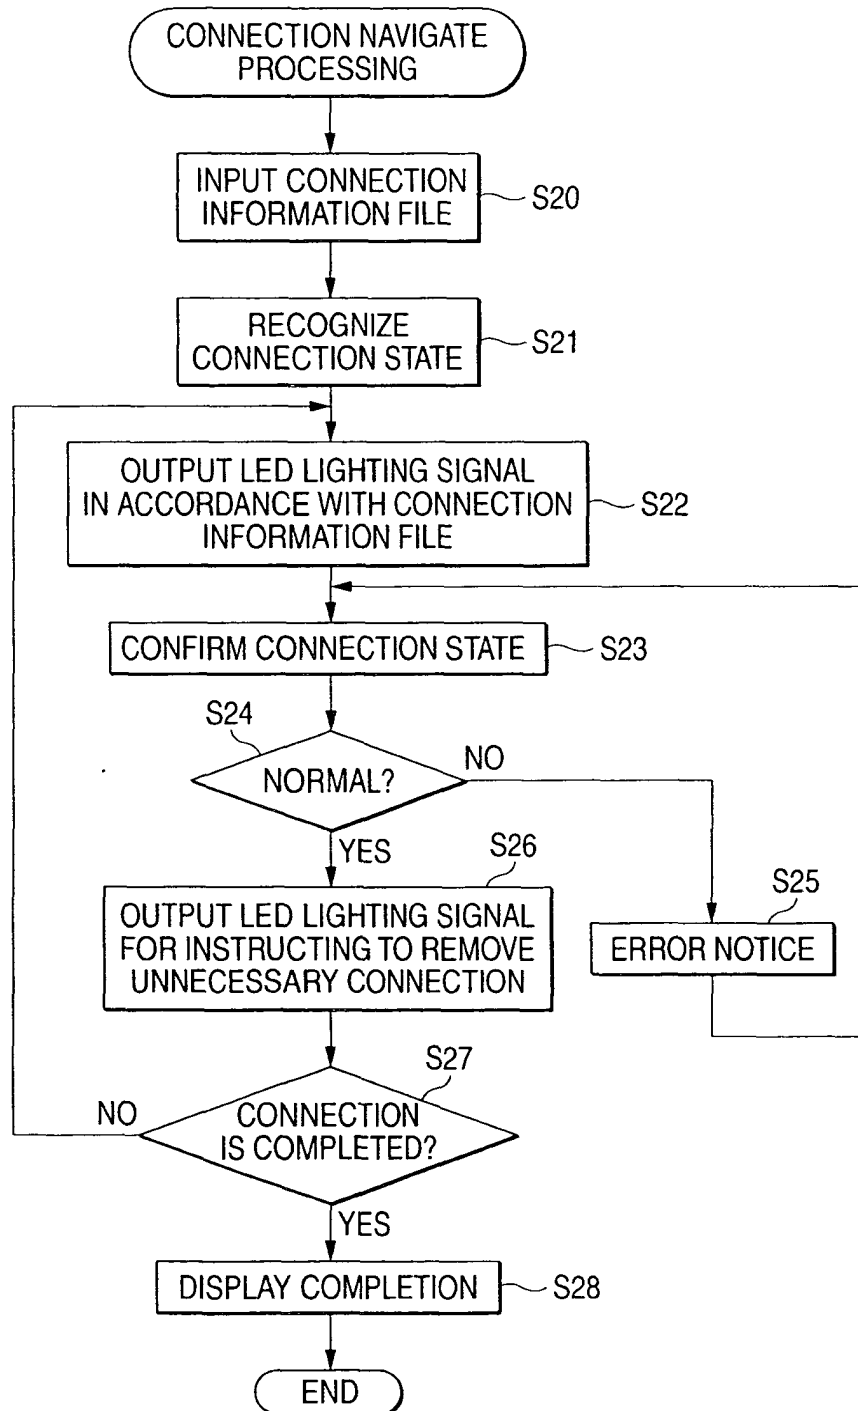 CONNECTION NAVIGATE
PROCESSING
INPUT CONNECTION
INFORMATION FILE
S20
RECOGNIZE
CONNECTION STATE
S21
OUTPUT LED LIGHTING SIGNAL
IN ACCORDANCE WITH CONNECTION
INFORMATION FILE
S22
CONFIRM CONNECTION STATE
S23
S24
NORMAL?
NO
YES
S26
OUTPUT LED LIGHTING SIGNAL
FOR INSTRUCTING TO REMOVE
UNNECESSARY CONNECTION
S25
ERROR NOTICE
S27
CONNECTION
IS COMPLETED?
NO
YES
DISPLAY COMPLETION
S28
END